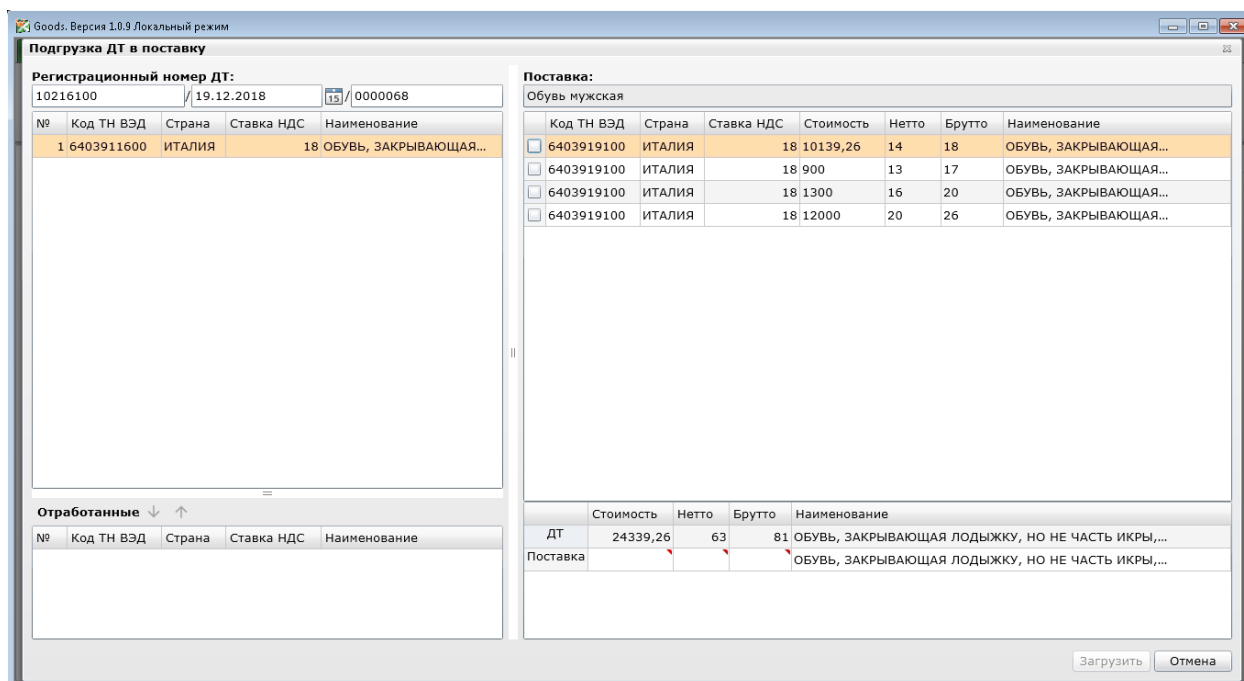 Goods. Версия 1.0.9 Локальный режим
Подгрузка ДТ в поставку
Регистрационный номер ДТ:
10216100 / 19.12.2018 15 / 0000068
№ Код ТН ВЭД Страна Ставка НДС Наименование
1 6403911600 ИТАЛИЯ 18 ОБУВЬ, ЗАКРЫВАЮЩАЯ...
Отработанные
№ Код ТН ВЭД Страна Ставка НДС Наименование
Поставка:
Обувь мужская
Код ТН ВЭД Страна Ставка НДС Стоимость Нетто Брутто Наименование
6403919100 ИТАЛИЯ 18 10139,26 14 18 ОБУВЬ, ЗАКРЫВАЮЩАЯ...
6403919100 ИТАЛИЯ 18 900 13 17 ОБУВЬ, ЗАКРЫВАЮЩАЯ...
6403919100 ИТАЛИЯ 18 1300 16 20 ОБУВЬ, ЗАКРЫВАЮЩАЯ...
6403919100 ИТАЛИЯ 18 12000 20 26 ОБУВЬ, ЗАКРЫВАЮЩАЯ...
Стоимость Нетто Брутто Наименование
ДТ 24339,26 63 81 ОБУВЬ, ЗАКРЫВАЮЩАЯ ЛОДЫЖКУ, НО НЕ ЧАСТЬ ИКРЫ,...
Поставка ОБУВЬ, ЗАКРЫВАЮЩАЯ ЛОДЫЖКУ, НО НЕ ЧАСТЬ ИКРЫ,...
Загрузить Отмена